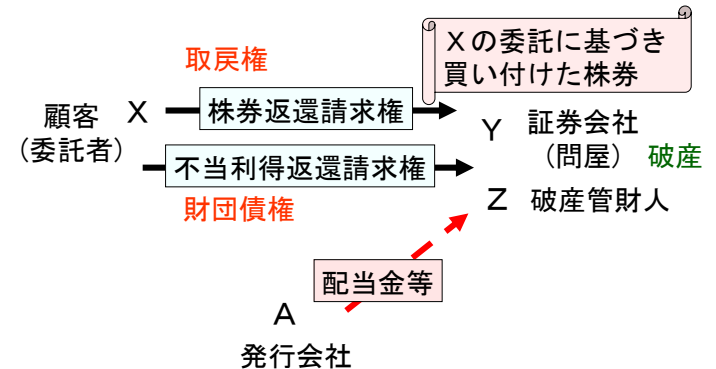 取戻権
Xの委託に基づき
買い付けた株券
顧客
(委託者)
X
株券返還請求権
Y
証券会社
(問屋)
破産
不当利得返還請求権
財団債権
Z
破産管財人
配当金等
A
発行会社